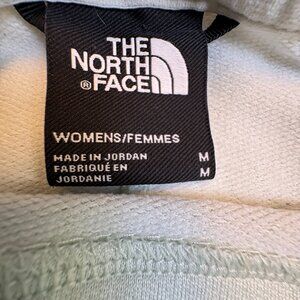 THE
NORTH
® FACE
WOMENS/FEMMES
MADE IN JORDAN M
FABRIQUÉ EN M
JORDANIE